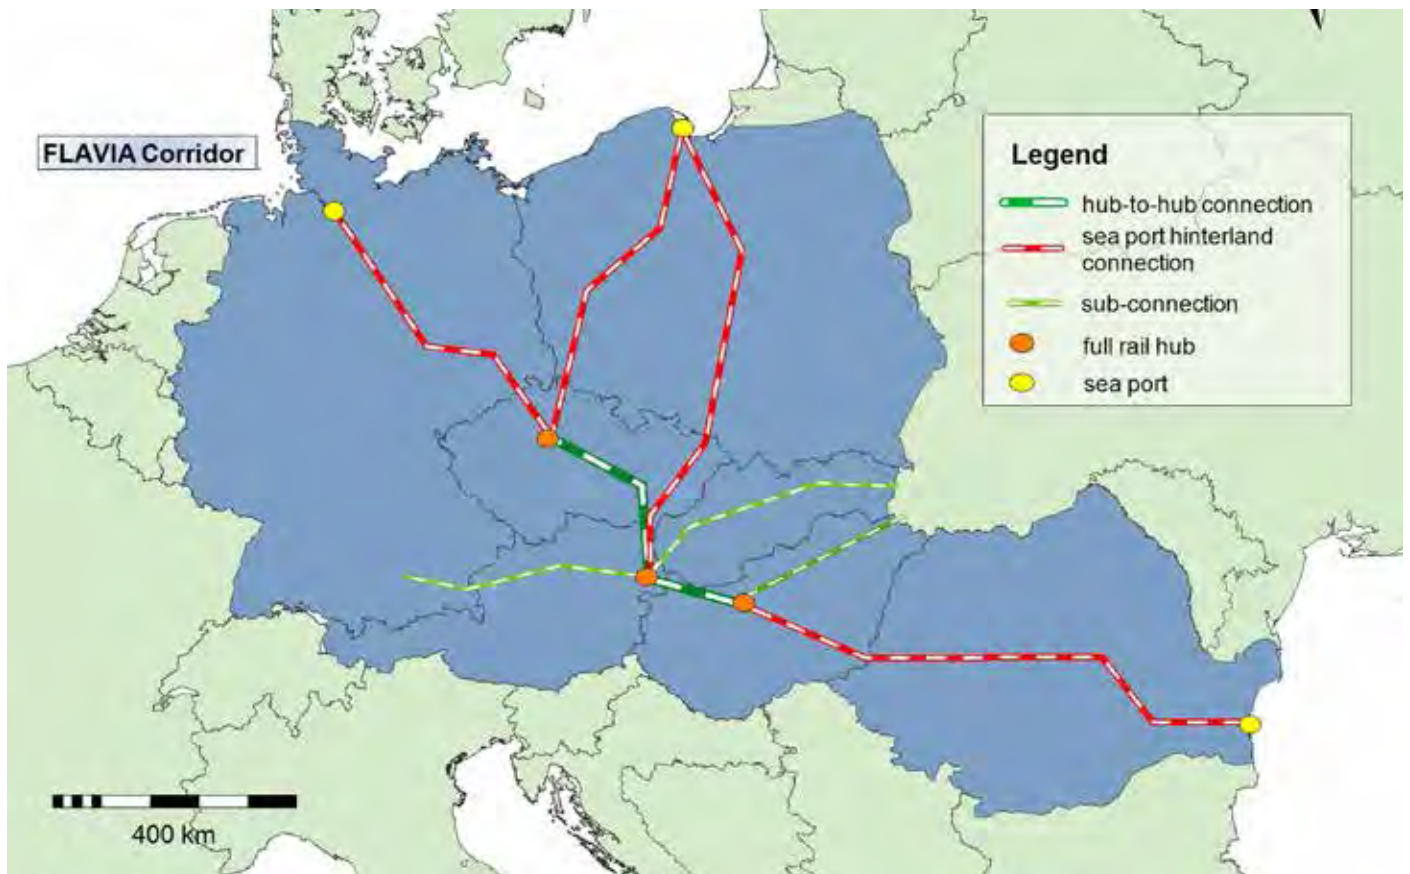 FLAVIA Corridor
Legend
hub-to-hub connection
sea port hinterland
connection
sub-connection
full rail hub
sea port
400 km